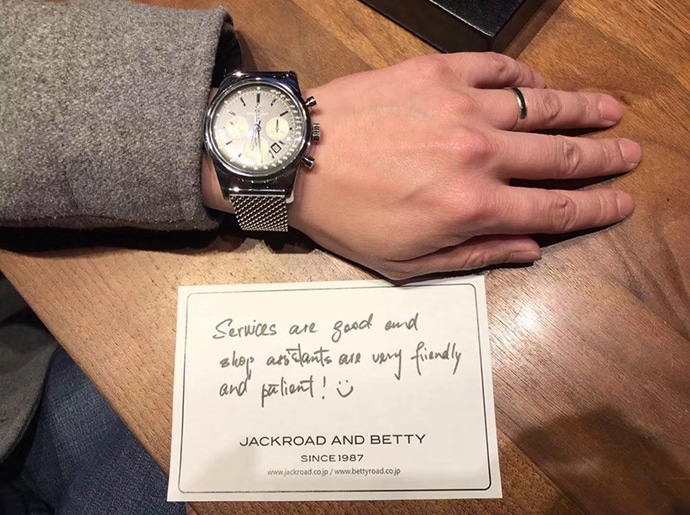 Services are good and
shop assistants are very friendly
and patient!
JACKROAD AND BETTY
SINCE 1987
www.jackroad.co.jp / www.bettyroad.co.jp